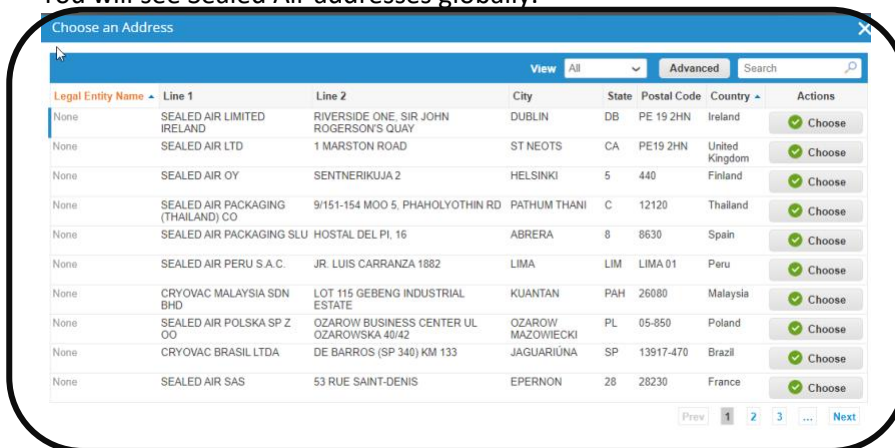 You will see Sealed Air addresses globally.
Choose an Address
View All Advanced Search
Legal Entity Name Line 1 Line 2 City State Postal Code Country Actions
None SEALED AIR LIMITED IRELAND RIVERSIDE ONE, SIR JOHN ROGERSON'S QUAY DUBLIN DB PE 19 2HN Ireland Choose
None SEALED AIR LTD 1 MARSTON ROAD ST NEOTS CA PE19 2HN United Kingdom Choose
None SEALED AIR OY SENTNERIKUJA 2 HELSINKI 5 440 Finland Choose
None SEALED AIR PACKAGING (THAILAND) CO 9/151-154 MOO 5, PHAHOLYOTHIN RD PATHUM THANI C 12120 Thailand Choose
None SEALED AIR PACKAGING SLU HOSTAL DEL PI, 16 ABRERA 8 8630 Spain Choose
None SEALED AIR PERU S.A.C. JR. LUIS CARRANZA 1882 LIMA LIM LIMA 01 Peru Choose
None CRYOVAC MALAYSIA SDN BHD LOT 115 GEBENG INDUSTRIAL ESTATE KUANTAN PAH 26080 Malaysia Choose
None SEALED AIR POLSKA SP Z OO OZAROW BUSINESS CENTER UL OZAROWSKA 40/42 OZAROW MAZOWIECKI PL 05-850 Poland Choose
None CRYOVAC BRASIL LTDA DE BARROS (SP 340) KM 133 JAGUARIÚNA SP 13917-470 Brazil Choose
None SEALED AIR SAS 53 RUE SAINT-DENIS EPERNON 28 28230 France Choose
Prev 1 2 3 ... Next